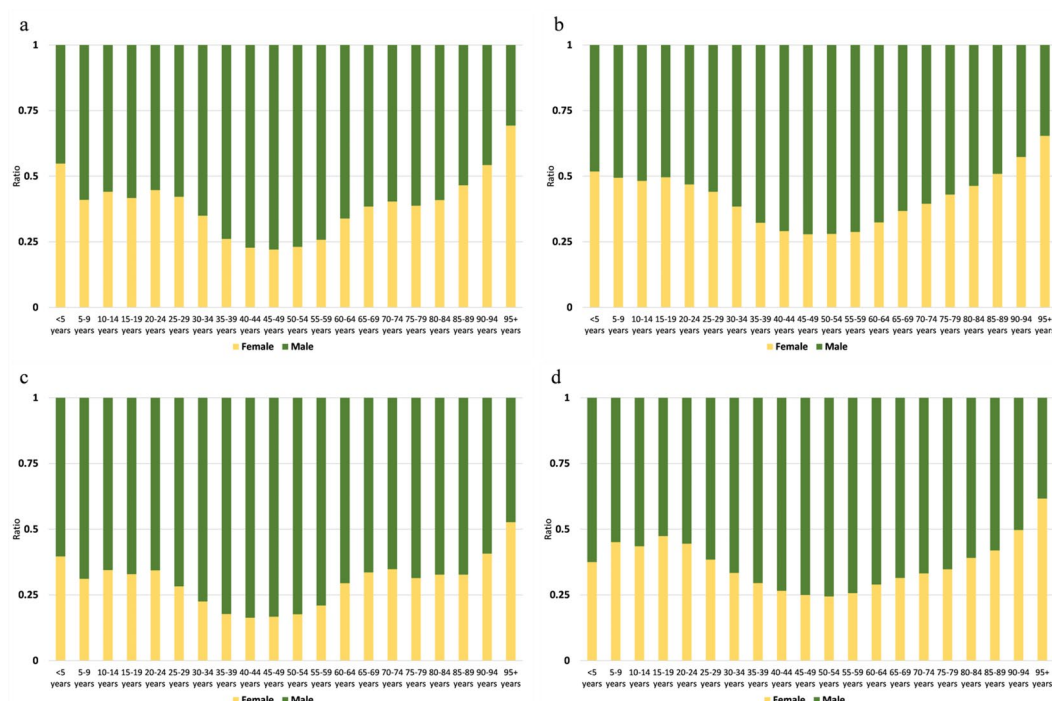 a
1
0.75
0.5
0.25
0
Ratio
<5 5-9 10-14 15-19 20-24 25-29 30-34 35-39 40-44 45-49 50-54 55-59 60-64 65-69 70-74 75-79 80-84 85-89 90-94 95+
years years years years years years years years years years years years years years years years years years years years
Female Male
b
1
0.75
0.5
0.25
0
Ratio
<5 5-9 10-14 15-19 20-24 25-29 30-34 35-39 40-44 45-49 50-54 55-59 60-64 65-69 70-74 75-79 80-84 85-89 90-94 95+
years years years years years years years years years years years years years years years years years years years years
Female Male
c
1
0.75
0.5
0.25
0
Ratio
<5 5-9 10-14 15-19 20-24 25-29 30-34 35-39 40-44 45-49 50-54 55-59 60-64 65-69 70-74 75-79 80-84 85-89 90-94 95+
years years years years years years years years years years years years years years years years years years years years
Female Male
d
1
0.75
0.5
0.25
0
Ratio
<5 5-9 10-14 15-19 20-24 25-29 30-34 35-39 40-44 45-49 50-54 55-59 60-64 65-69 70-74 75-79 80-84 85-89 90-94 95+
years years years years years years years years years years years years years years years years years years years years
Female Male